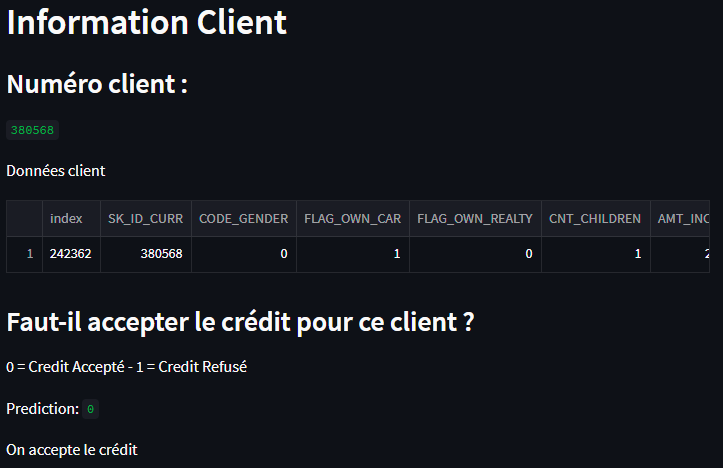 Information Client
Numéro client :
380568
Données client
index SK_ID_CURR CODE_GENDER FLAG_OWN_CAR FLAG_OWN_REALTY CNT_CHILDREN AMT_INC
1 242362 380568 0 1 0 1 2
Faut-il accepter le crédit pour ce client ?
0 = Credit Accepté - 1 = Credit Refusé
Prediction: 0
On accepte le crédit